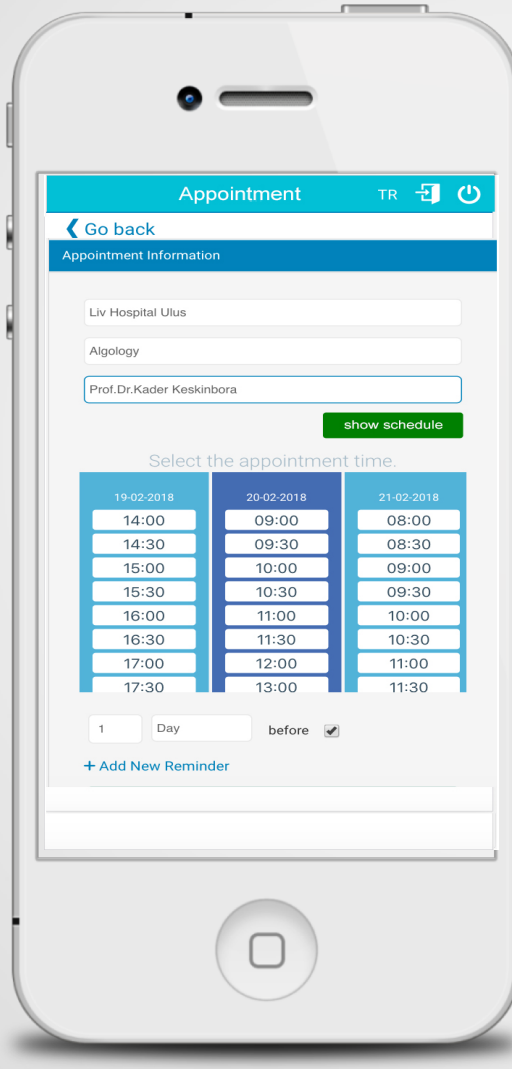 Appointment TR
Go back
Appointment Information
Liv Hospital Ulus
Algology
Prof.Dr.Kader Keskinbora
show schedule
Select the appointment time.
19-02-2018 20-02-2018 21-02-2018
14:00 09:00 08:00
14:30 09:30 08:30
15:00 10:00 09:00
15:30 10:30 09:30
16:00 11:00 10:00
16:30 11:30 10:30
17:00 12:00 11:00
17:30 13:00 11:30
1 Day before
+ Add New Reminder